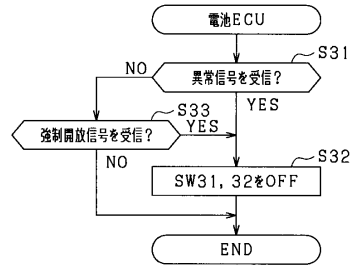 電池ECU
S31
異常信号を受信?
NO
YES
S33
強制開放信号を受信?
YES
NO
S32
SW31, 32をOFF
END